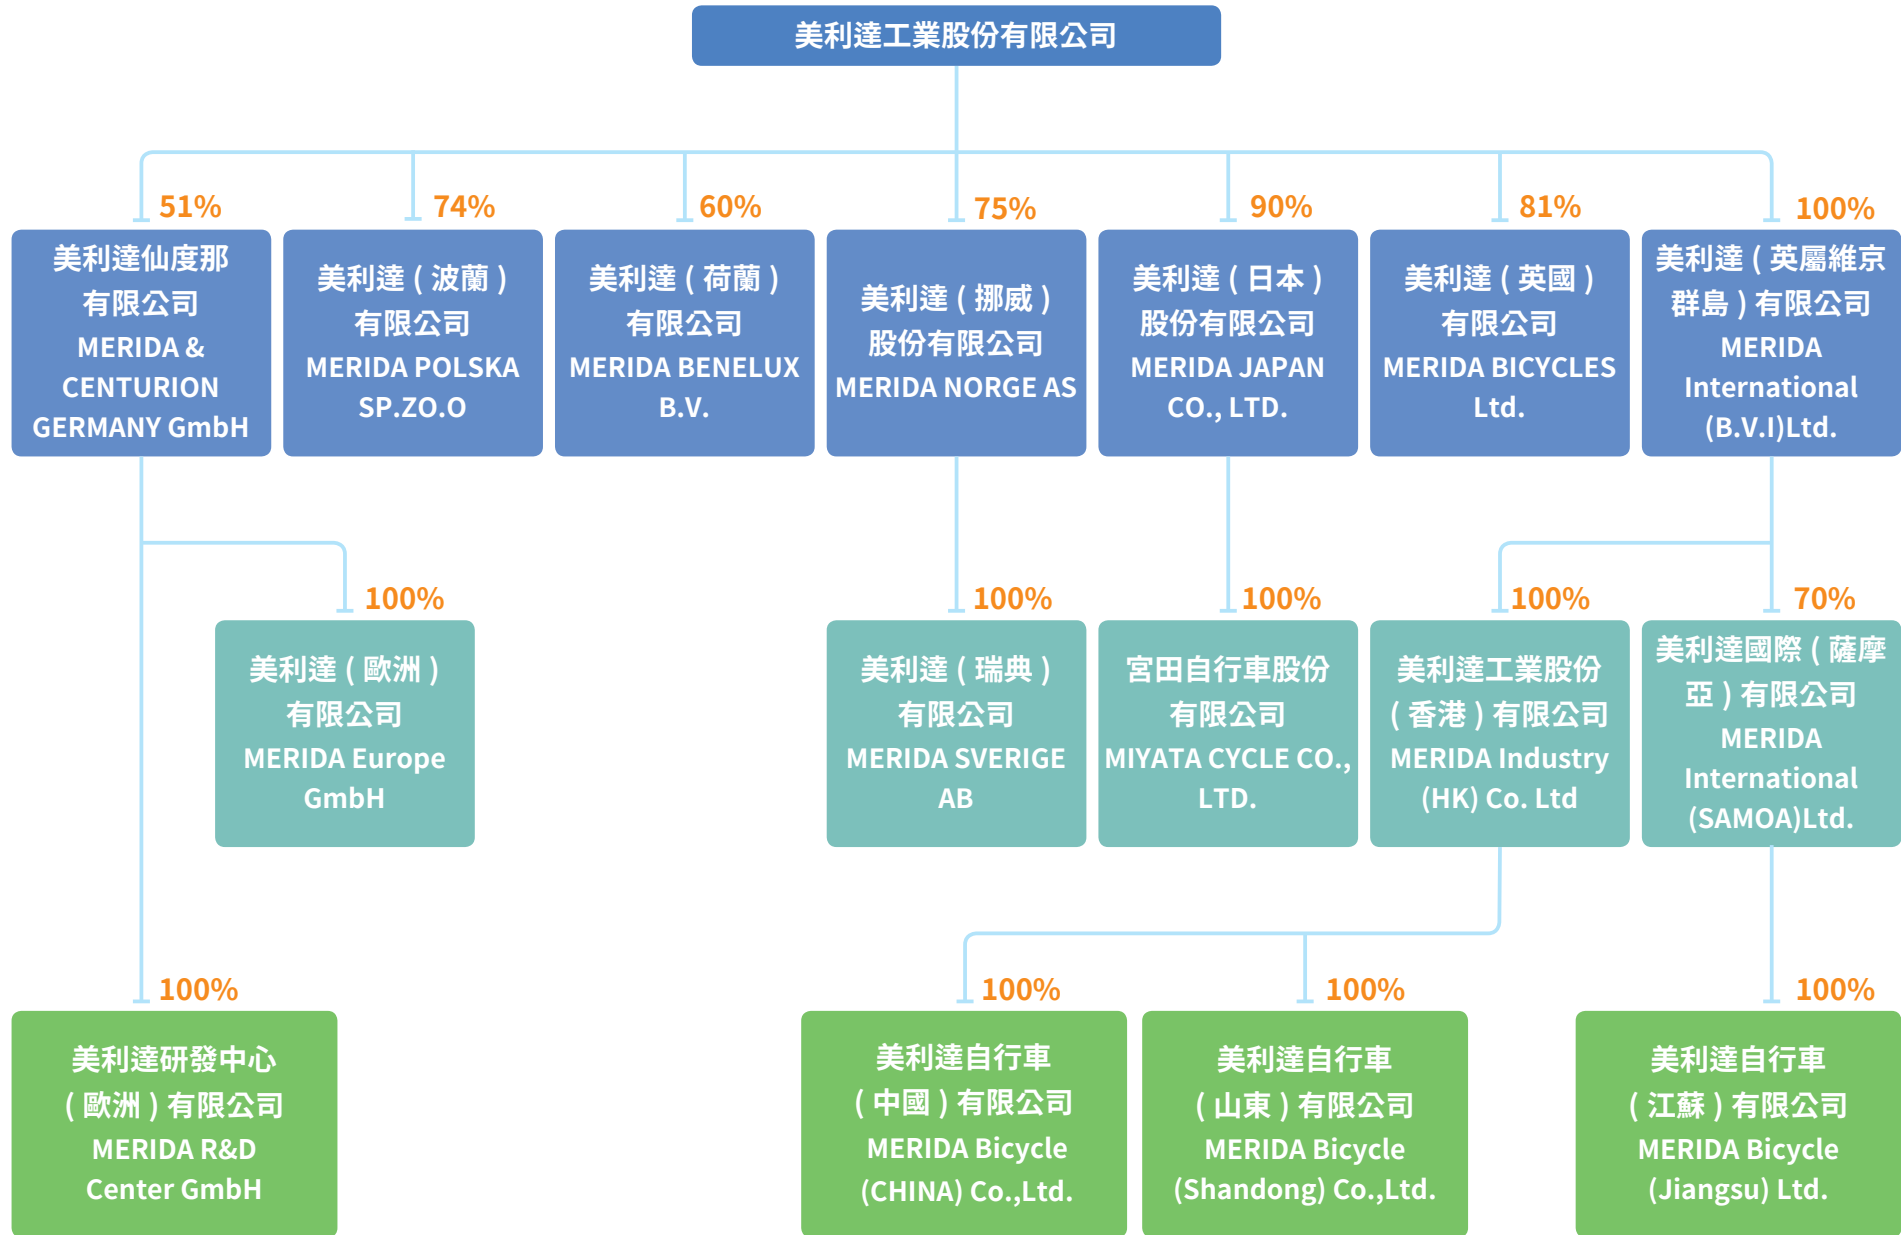 美利達工業股份有限公司
51%
美利達仙度那
有限公司
MERIDA &
CENTURION
GERMANY GmbH
74%
美利達 ( 波蘭 )
有限公司
MERIDA POLSKA
SP.ZO.O
60%
美利達 ( 荷蘭 )
有限公司
MERIDA BENELUX
B.V.
75%
美利達 ( 挪威 )
股份有限公司
MERIDA NORGE AS
90%
美利達 ( 日本 )
股份有限公司
MERIDA JAPAN
CO., LTD.
81%
美利達 ( 英國 )
有限公司
MERIDA BICYCLES
Ltd.
100%
美利達 ( 英屬維京
群島 ) 有限公司
MERIDA
International
(B.V.I)Ltd.
100%
美利達 ( 歐洲 )
有限公司
MERIDA Europe
GmbH
100%
美利達 ( 瑞典 )
有限公司
MERIDA SVERIGE
AB
100%
宮田自行車股份
有限公司
MIYATA CYCLE CO.,
LTD.
100%
美利達工業股份
( 香港 ) 有限公司
MERIDA Industry
(HK) Co. Ltd
70%
美利達國際 ( 薩摩
亞 ) 有限公司
MERIDA
International
(SAMOA)Ltd.
100%
美利達研發中心
( 歐洲 ) 有限公司
MERIDA R&D
Center GmbH
100%
美利達自行車
( 中國 ) 有限公司
MERIDA Bicycle
(CHINA) Co.,Ltd.
100%
美利達自行車
( 山東 ) 有限公司
MERIDA Bicycle
(Shandong) Co.,Ltd.
100%
美利達自行車
( 江蘇 ) 有限公司
MERIDA Bicycle
(Jiangsu) Ltd.